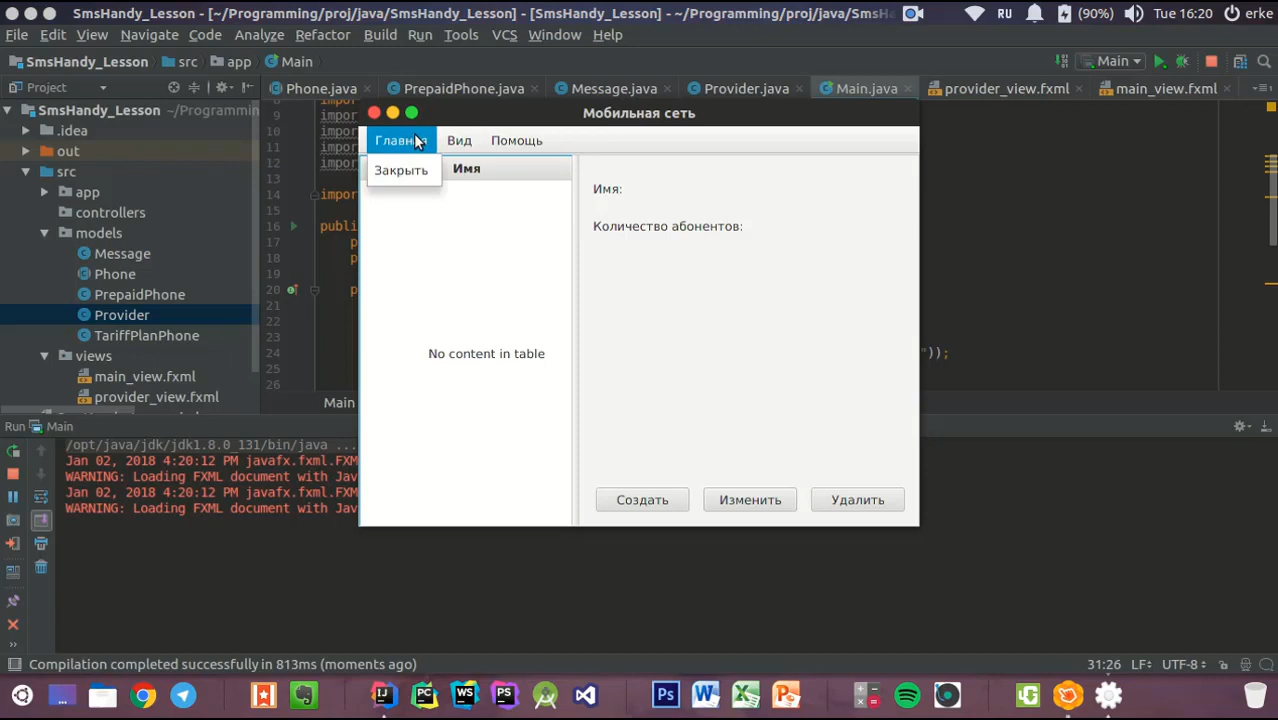 SmsHandy_Lesson - [~/Programming/proj/java/SmsHandy_Lesson] - [SmsHandy_Lesson] - ~/Programming/proj/java/SmsHa
RU (90%) Tue 16:20 erke
File Edit View Navigate Code Analyze Refactor Build Run Tools VCS Window Help
SmsHandy_Lesson src app Main
Main
Project
Phone.java PrepaidPhone.java Message.java Provider.java Main.java provider_view.fxml main_view.fxml
SmsHandy_Lesson ~/Programmin
.idea
out
src
app
controllers
models
Message
Phone
PrepaidPhone
Provider
TariffPlanPhone
views
main_view.fxml
provider_view.fxml
8
9 impor
10 impor
11 impor
12 impor
14 impor
15
16 publi
17 p
18 p
19
20 p
21
22
23
24 "));
25
26
Main
Мобильная сеть
Главная Вид Помощь
Закрыть
Имя
No content in table
Имя:
Количество абонентов:
Создать Изменить Удалить
Run Main
/opt/java/jdk/jdk1.8.0_131/bin/java ...
Jan 02, 2018 4:20:12 PM javafx.fxml.FXM
WARNING: Loading FXML document with Jav
Jan 02, 2018 4:20:12 PM javafx.fxml.FXM
WARNING: Loading FXML document with Jav
Compilation completed successfully in 813ms (moments ago)
31:26 LF÷ UTF-8÷
IJ PC WS PS Ps W X P